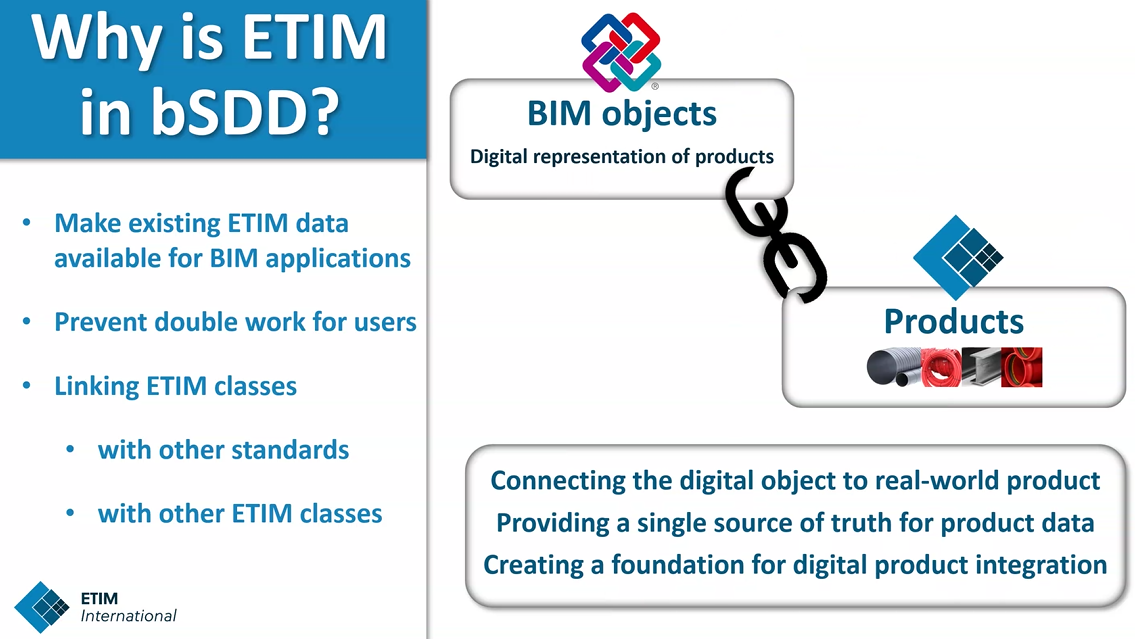 Why is ETIM
in bSDD?
• Make existing ETIM data
available for BIM applications
• Prevent double work for users
• Linking ETIM classes
• with other standards
• with other ETIM classes
ETIM
International
®
BIM objects
Digital representation of products
Products
Connecting the digital object to real-world product
Providing a single source of truth for product data
Creating a foundation for digital product integration